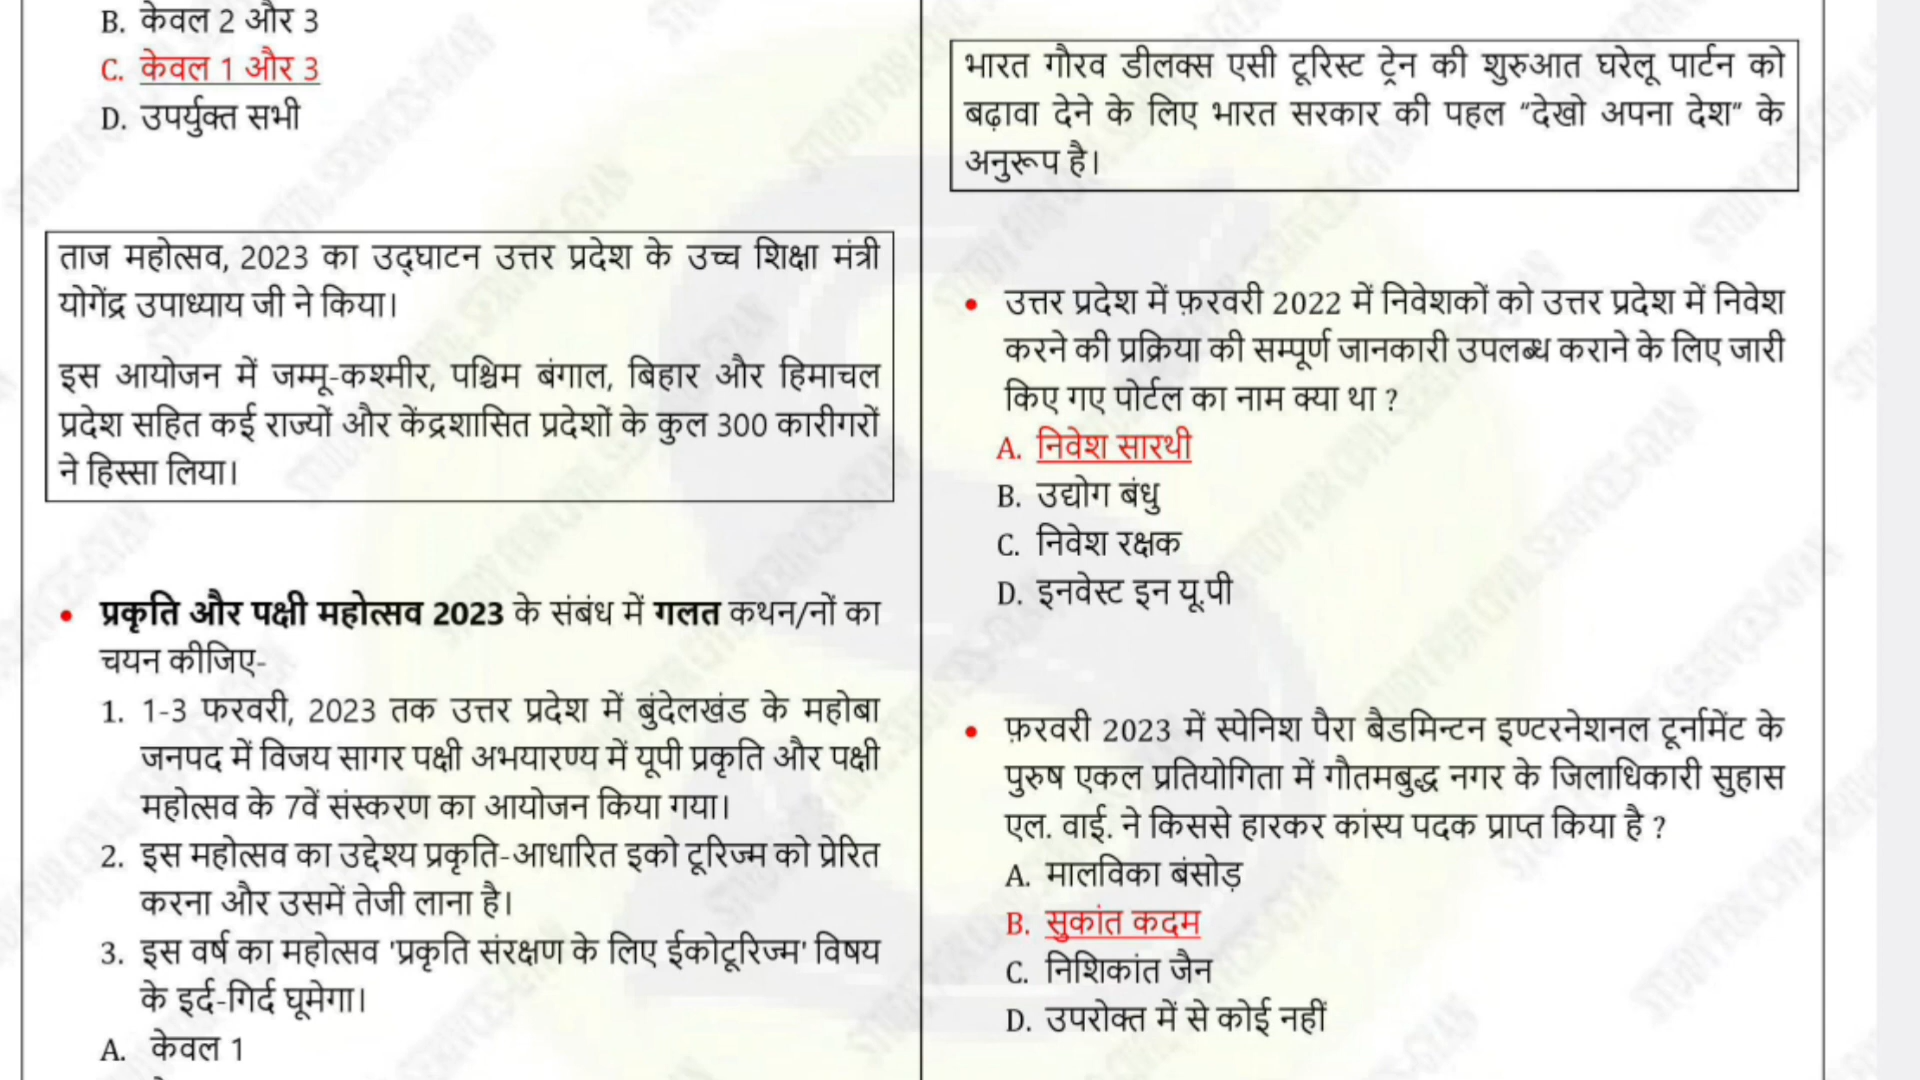 B. केवल 2 और 3
C. केवल 1 और 3
D. उपर्युक्त सभी
ताज महोत्सव, 2023 का उद्घाटन उत्तर प्रदेश के उच्च शिक्षा मंत्री
योगेंद्र उपाध्याय जी ने किया।
इस आयोजन में जम्मू-कश्मीर, पश्चिम बंगाल, बिहार और हिमाचल
प्रदेश सहित कई राज्यों और केंद्रशासित प्रदेशों के कुल 300 कारीगरों
ने हिस्सा लिया।
• प्रकृति और पक्षी महोत्सव 2023 के संबंध में गलत कथन/नों का
चयन कीजिए-
1. 1-3 फरवरी, 2023 तक उत्तर प्रदेश में बुंदेलखंड के महोबा
जनपद में विजय सागर पक्षी अभयारण्य में यूपी प्रकृति और पक्षी
महोत्सव के 7वें संस्करण का आयोजन किया गया।
2. इस महोत्सव का उद्देश्य प्रकृति-आधारित इको टूरिज्म को प्रेरित
करना और उसमें तेजी लाना है।
3. इस वर्ष का महोत्सव 'प्रकृति संरक्षण के लिए ईकोटूरिज्म' विषय
के इर्द-गिर्द घूमेगा।
A. केवल 1
भारत गौरव डीलक्स एसी टूरिस्ट ट्रेन की शुरुआत घरेलू पार्टन को
बढ़ावा देने के लिए भारत सरकार की पहल “देखो अपना देश” के
अनुरूप है।
• उत्तर प्रदेश में फ़रवरी 2022 में निवेशकों को उत्तर प्रदेश में निवेश
करने की प्रक्रिया की सम्पूर्ण जानकारी उपलब्ध कराने के लिए जारी
किए गए पोर्टल का नाम क्या था ?
A. निवेश सारथी
B. उद्योग बंधु
C. निवेश रक्षक
D. इनवेस्ट इन यू.पी
• फ़रवरी 2023 में स्पेनिश पैरा बैडमिन्टन इण्टरनेशनल टूर्नामेंट के
पुरुष एकल प्रतियोगिता में गौतमबुद्ध नगर के जिलाधिकारी सुहास
एल. वाई. ने किससे हारकर कांस्य पदक प्राप्त किया है ?
A. मालविका बंसोड़
B. सुकांत कदम
C. निशिकांत जैन
D. उपरोक्त में से कोई नहीं
STUDY FOR CIVIL SERVICES-GYAN